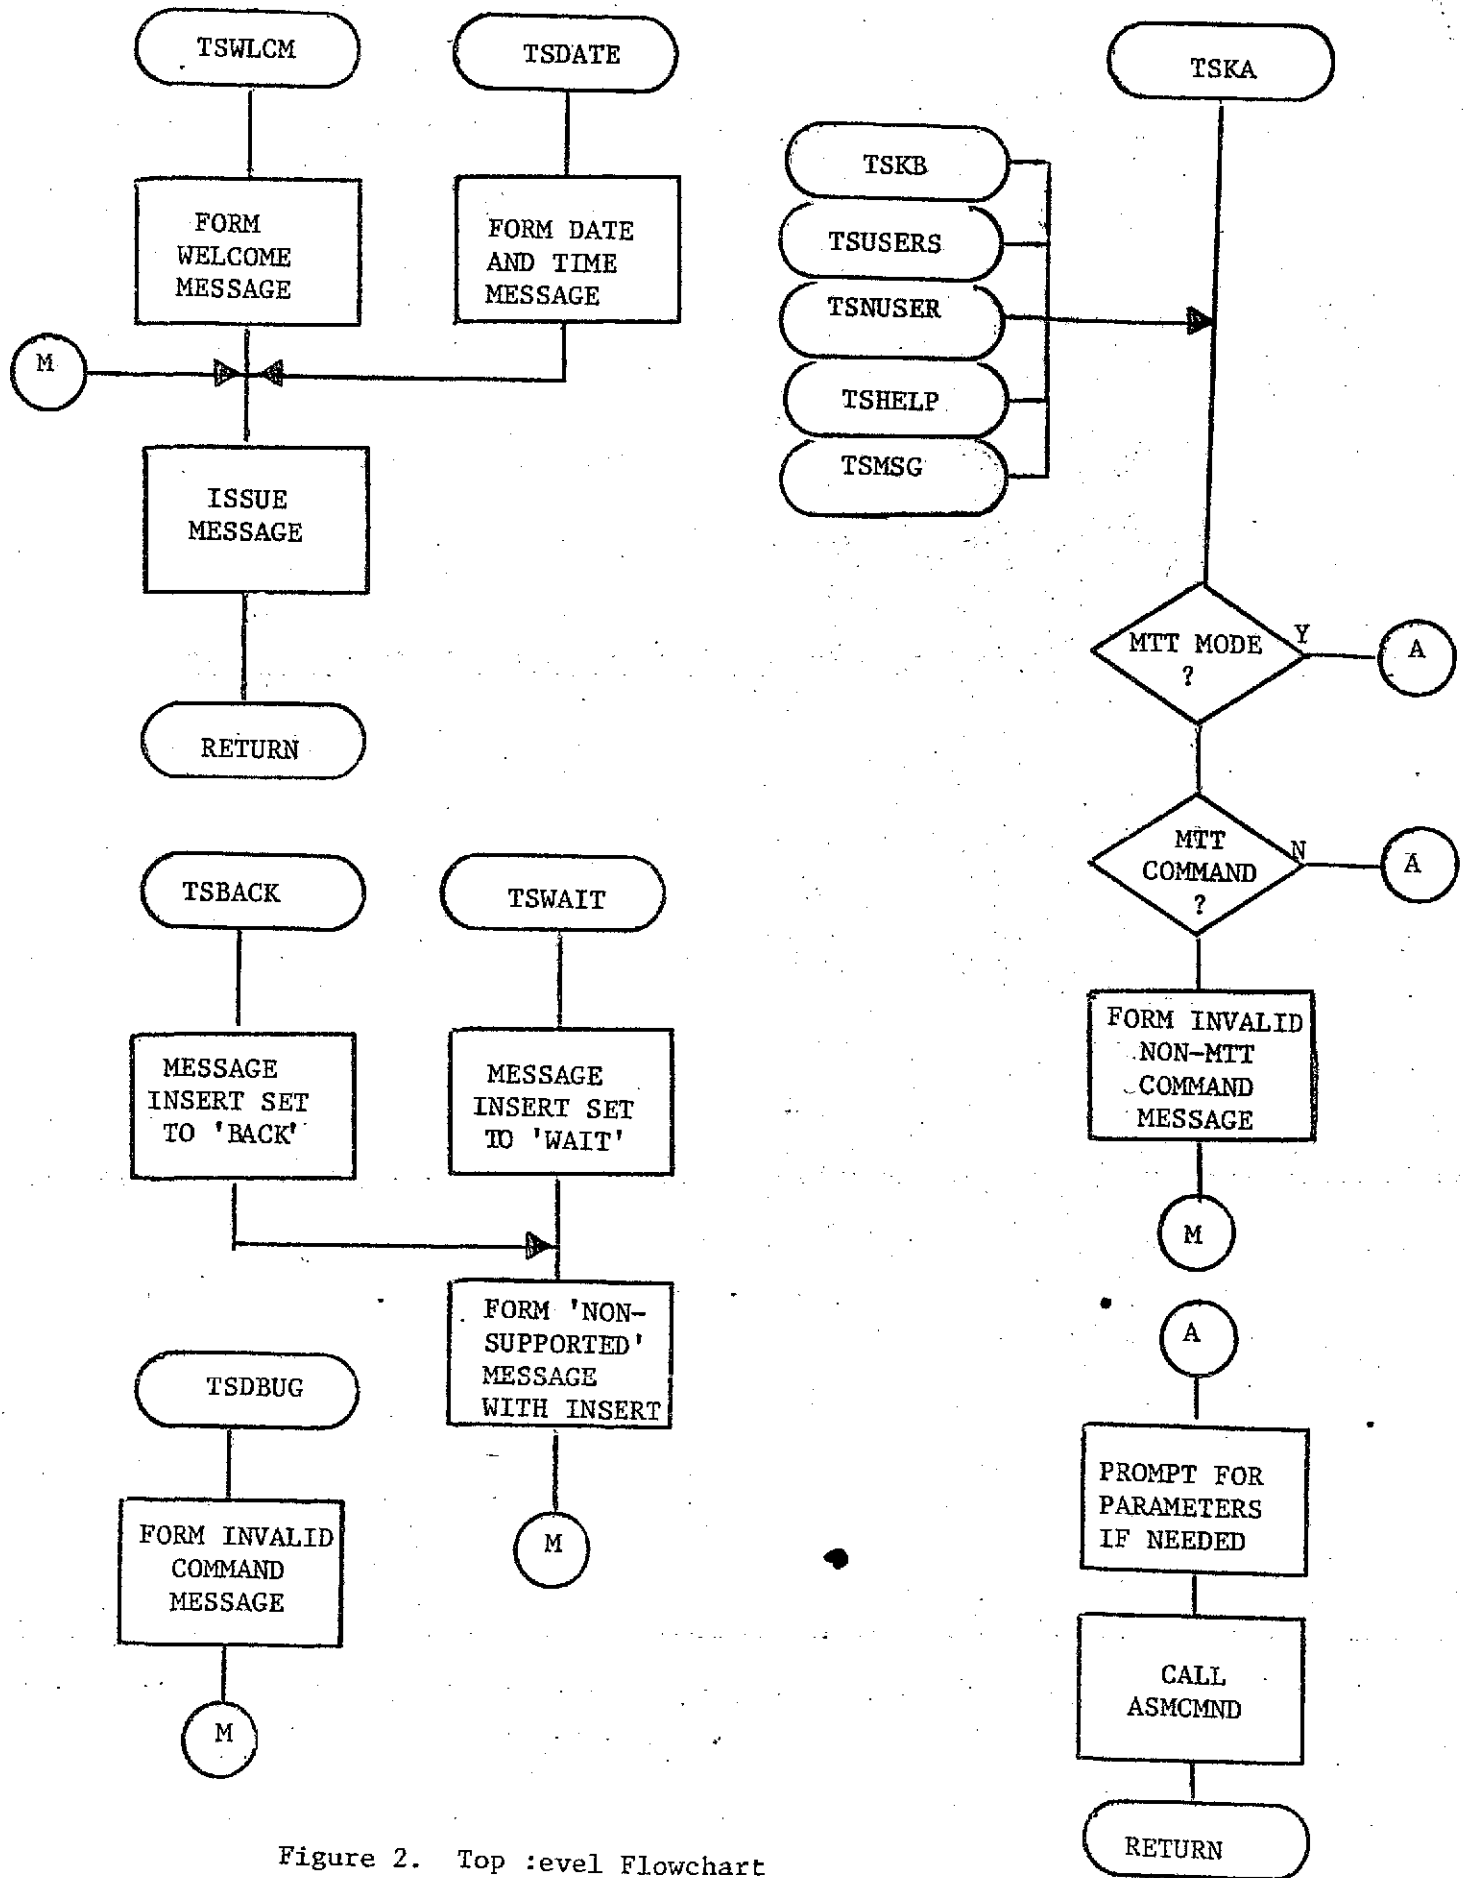 TSWLCM
FORM
WELCOME
MESSAGE
TSDATE
FORM DATE
AND TIME
MESSAGE
M
ISSUE
MESSAGE
RETURN
TSBACK
MESSAGE
INSERT SET
TO 'BACK'
TSWAIT
MESSAGE
INSERT SET
TO 'WAIT'
FORM 'NON-
SUPPORTED'
MESSAGE
WITH INSERT
M
TSDBUG
FORM INVALID
COMMAND
MESSAGE
M
TSKA
TSKB
TSUSERS
TSNUSER
TSHELP
TSMSG
MTT MODE
?
Y
A
MTT
COMMAND
?
N
A
FORM INVALID
NON-MTT
COMMAND
MESSAGE
M
A
PROMPT FOR
PARAMETERS
IF NEEDED
CALL
ASMCMND
RETURN
Figure 2. Top :evel Flowchart